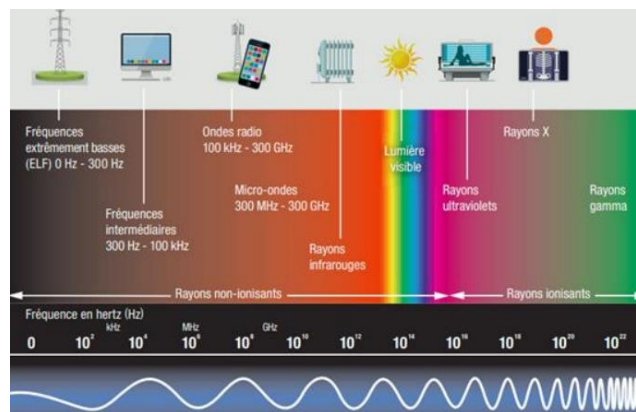 Fréquences
extrêmement basses
(ELF) 0 Hz - 300 Hz
Fréquences
intermédiaires
300 Hz - 100 kHz
Ondes radio
100 kHz - 300 GHz
Micro-ondes
300 MHz - 300 GHz
Rayons
infrarouges
Lumière
visible
Rayons
ultraviolets
Rayons X
Rayons
gamma
Rayons non-ionisants
Rayons ionisants
Fréquence en hertz (Hz)
kHz MHz GHz
0 10² 10⁴ 10⁶ 10⁸ 10¹⁰ 10¹² 10¹⁴ 10¹⁶ 10¹⁸ 10²⁰ 10²²